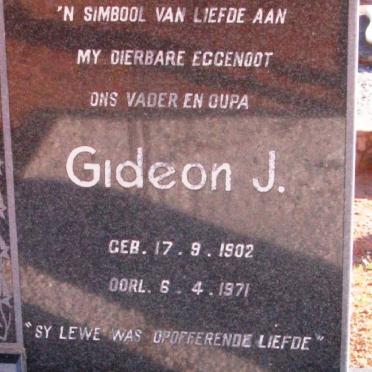 'N SIMBOOL VAN LIEFDE AAN
MY DIERBARE EGGENOOT
ONS VADER EN OUPA
Gideon J.
GEB. 17 . 9 . 1902
OORL. 6 . 4 . 1971
"SY LEWE WAS OPOFFERENDE LIEFDE"